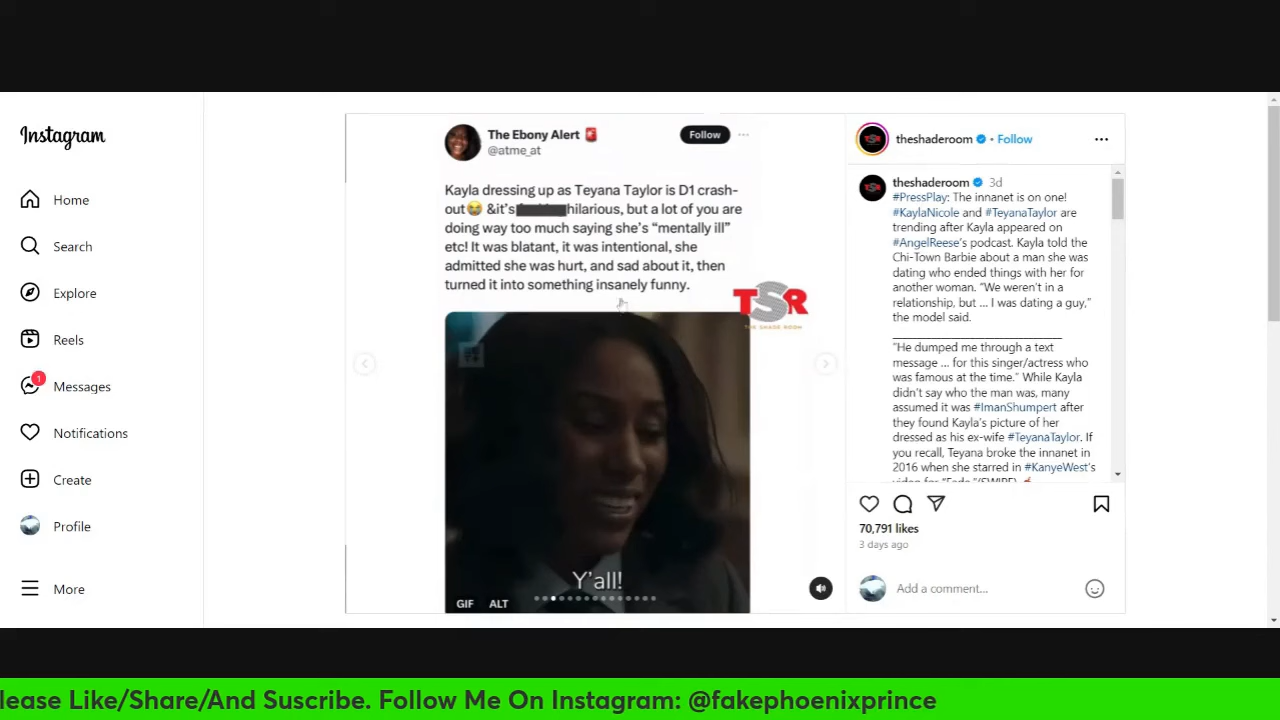 Instagram
Home
Search
Explore
Reels
1
Messages
Notifications
Create
Profile
More
The Ebony Alert
@atme_at
Follow
Kayla dressing up as Teyana Taylor is D1 crash-
out😭 &it's hilarious, but a lot of you are
doing way too much saying she's “mentally ill”
etc! It was blatant, it was intentional, she
admitted she was hurt, and sad about it, then
turned it into something insanely funny.
TSR
THE SHADE ROOM
Y'all!
GIF ALT
theshaderoom • Follow
theshaderoom 3d
#PressPlay: The innanet is on one!
#KaylaNicole and #TeyanaTaylor are
trending after Kayla appeared on
#AngelReese's podcast. Kayla told the
Chi-Town Barbie about a man she was
dating who ended things with her for
another woman. “We weren't in a
relationship, but ... I was dating a guy,”
the model said.
“He dumped me through a text
message ... for this singer/actress who
was famous at the time.” While Kayla
didn't say who the man was, many
assumed it was #ImanShumpert after
they found Kayla's picture of her
dressed as his ex-wife #TeyanaTaylor. If
you recall, Teyana broke the innanet in
2016 when she starred in #KanyeWest's
video for “Fade.”(SWIPE)
70,791 likes
3 days ago
Add a comment...
lease Like/Share/And Suscribe. Follow Me On Instagram: @fakephoenixprince